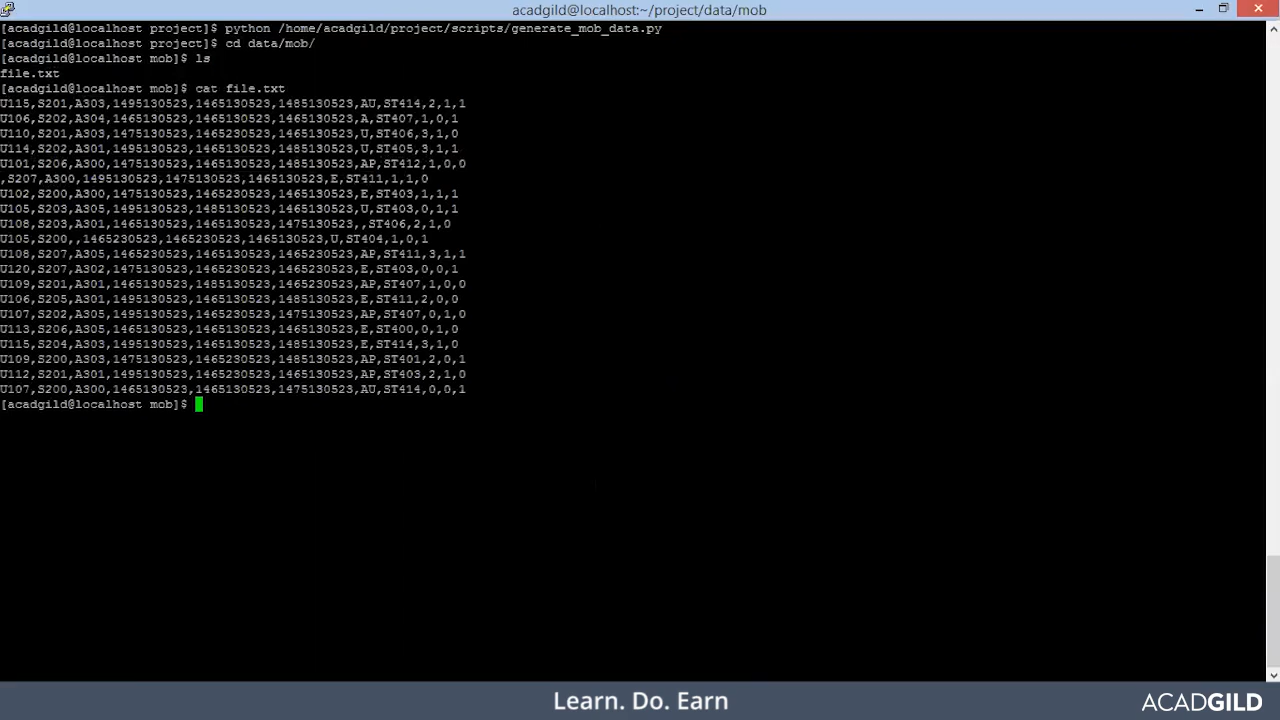 acadgild@localhost:~/project/data/mob
[acadgild@localhost project]$ python /home/acadgild/project/scripts/generate_mob_data.py
[acadgild@localhost project]$ cd data/mob/
[acadgild@localhost mob]$ ls
file.txt
[acadgild@localhost mob]$ cat file.txt
U115,S201,A303,1495130523,1465130523,1485130523,AU,ST414,2,1,1
U106,S202,A304,1465130523,1465130523,1465130523,A,ST407,1,0,1
U110,S201,A303,1475130523,1465230523,1465130523,U,ST406,3,1,0
U114,S202,A301,1495130523,1465130523,1485130523,U,ST405,3,1,1
U101,S206,A300,1475130523,1465130523,1485130523,AP,ST412,1,0,0
,S207,A300,1495130523,1475130523,1465130523,E,ST411,1,1,0
U102,S200,A300,1475130523,1465230523,1465230523,E,ST403,1,1,1
U105,S203,A305,1495130523,1485130523,1465230523,U,ST403,0,1,1
U108,S203,A301,1465230523,1465130523,1475130523,,ST406,2,1,0
U105,S200,,1465230523,1465230523,1465130523,U,ST404,1,0,1
U108,S207,A305,1465130523,1465230523,1465230523,AP,ST411,3,1,1
U120,S207,A302,1475130523,1465230523,1465230523,E,ST403,0,0,1
U109,S201,A301,1465130523,1485130523,1465230523,AP,ST407,1,0,0
U106,S205,A301,1495130523,1465130523,1485130523,E,ST411,2,0,0
U107,S202,A305,1495130523,1465230523,1475130523,AP,ST407,0,1,0
U113,S206,A305,1465130523,1465130523,1485130523,E,ST400,0,1,0
U115,S204,A303,1495130523,1465130523,1485130523,E,ST414,3,1,0
U109,S200,A303,1475130523,1465230523,1485130523,AP,ST401,2,0,1
U112,S201,A301,1465130523,1465230523,1465130523,AP,ST403,2,1,0
U107,S200,A300,1465130523,1465130523,1475130523,AU,ST414,0,0,1
[acadgild@localhost mob]$
Learn. Do. Earn
ACADGILD